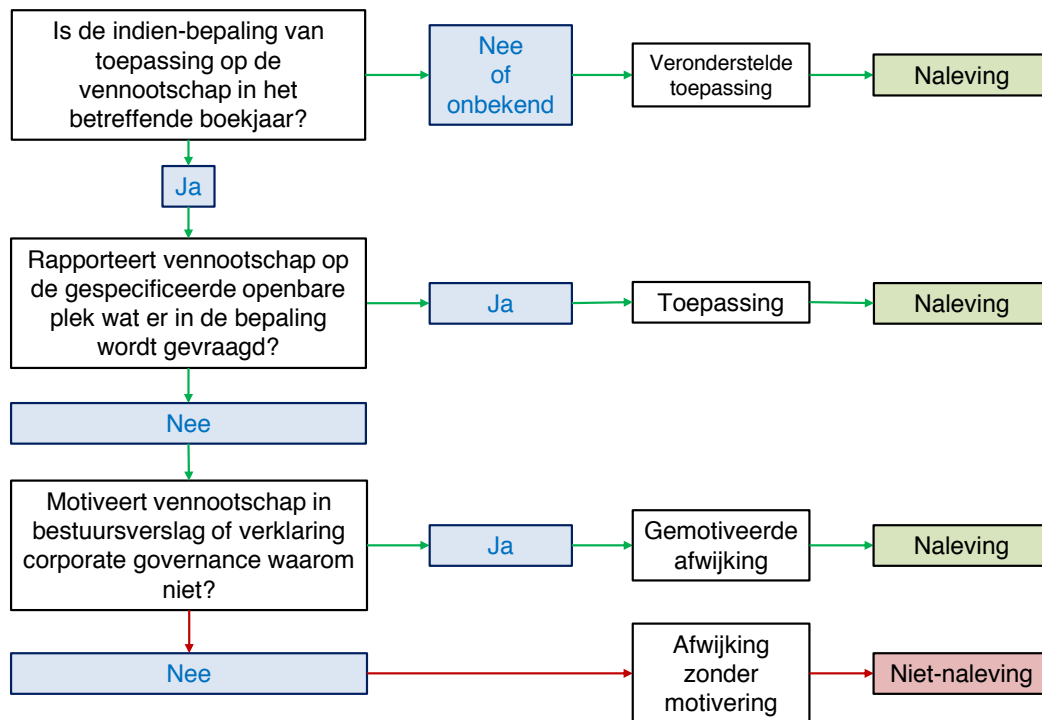 Is de indien-bepaling van
toepassing op de
vennootschap in het
betreffende boekjaar?
Nee
of
onbekend
Veronderstelde
toepassing
Naleving
Ja
Rapporteert vennootschap op
de gespecificeerde openbare
plek wat er in de bepaling
wordt gevraagd?
Ja
Toepassing
Naleving
Nee
Motiveert vennootschap in
bestuursverslag of verklaring
corporate governance waarom
niet?
Ja
Gemotiveerde
afwijking
Naleving
Nee
Afwijking
zonder
motivering
Niet-naleving